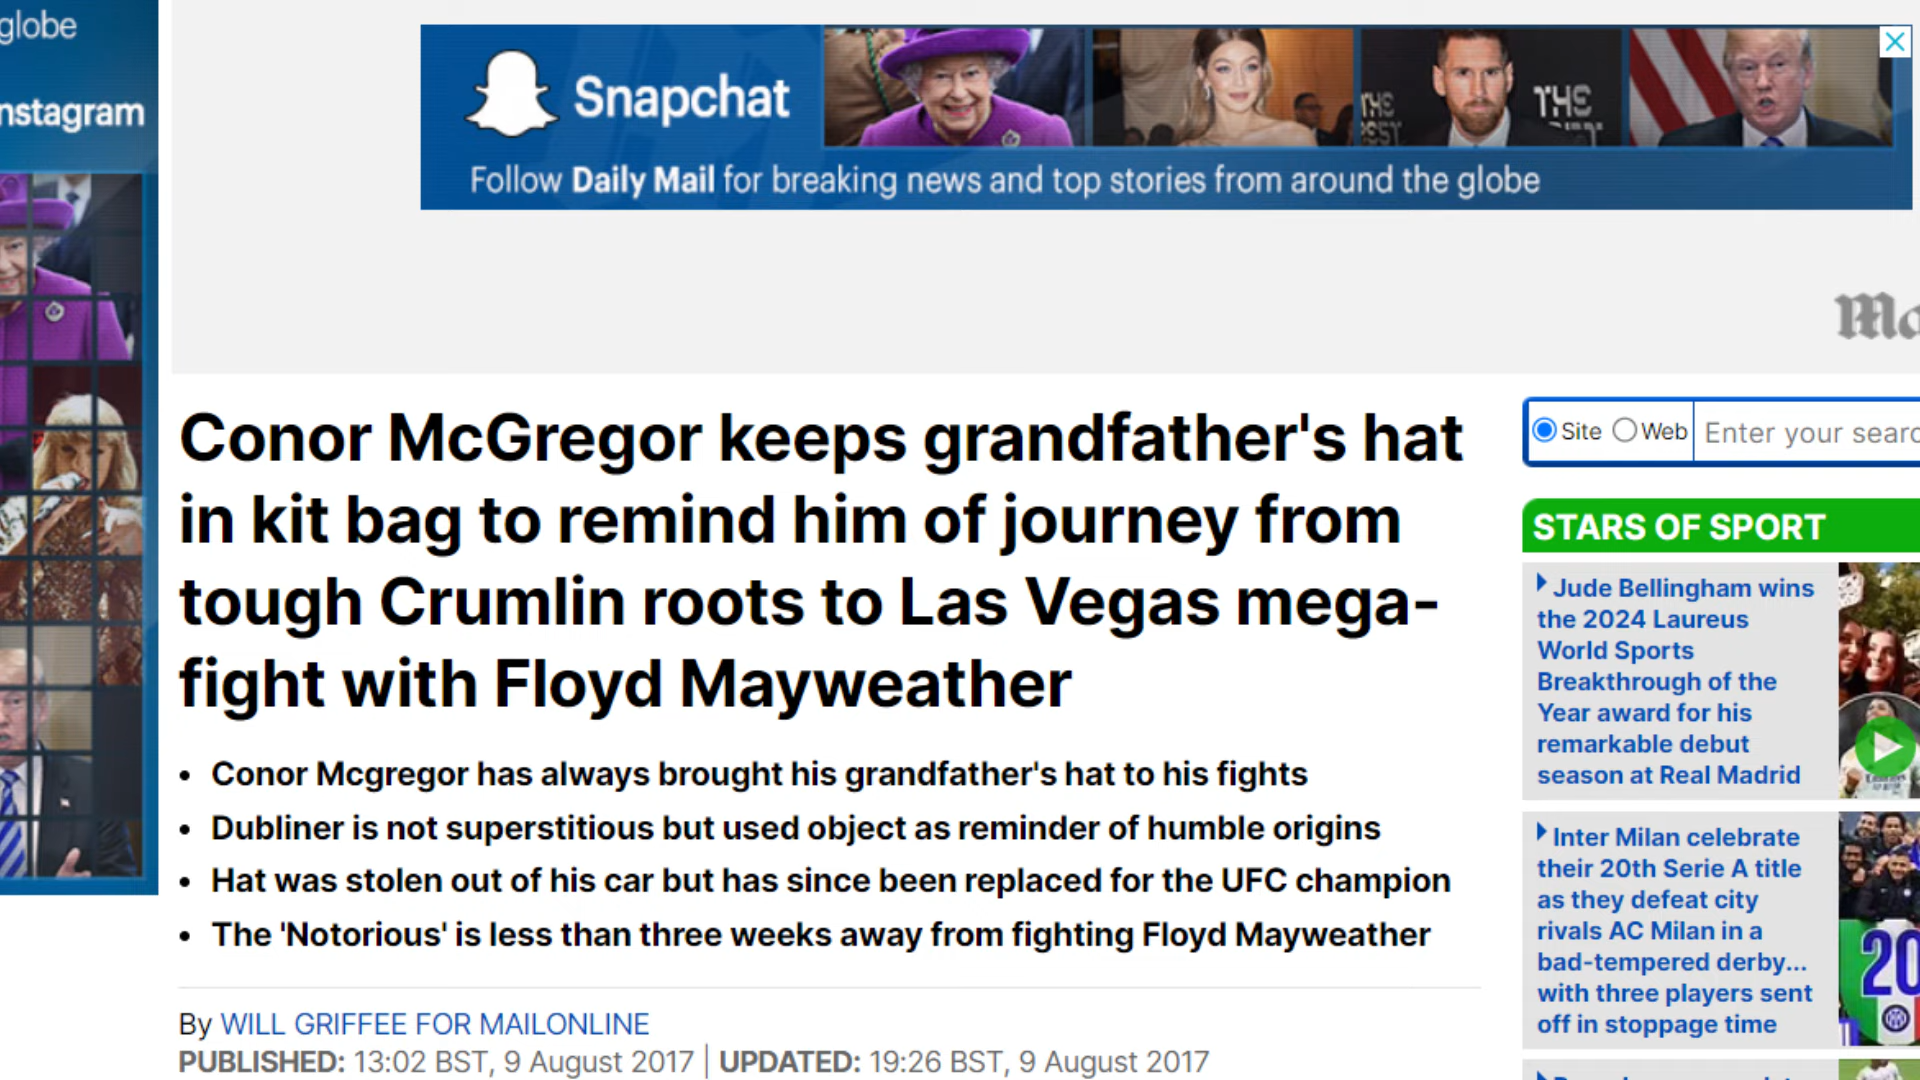 globe
nstagram
Snapchat
THE
THE
Follow Daily Mail for breaking news and top stories from around the globe
Conor McGregor keeps grandfather's hat
in kit bag to remind him of journey from
tough Crumlin roots to Las Vegas mega-
fight with Floyd Mayweather
• Conor Mcgregor has always brought his grandfather's hat to his fights
• Dubliner is not superstitious but used object as reminder of humble origins
• Hat was stolen out of his car but has since been replaced for the UFC champion
• The 'Notorious' is less than three weeks away from fighting Floyd Mayweather
By WILL GRIFFEE FOR MAILONLINE
PUBLISHED: 13:02 BST, 9 August 2017 | UPDATED: 19:26 BST, 9 August 2017
Site Web Enter your searc
STARS OF SPORT
Jude Bellingham wins
the 2024 Laureus
World Sports
Breakthrough of the
Year award for his
remarkable debut
season at Real Madrid
Inter Milan celebrate
their 20th Serie A title
as they defeat city
rivals AC Milan in a
bad-tempered derby...
with three players sent
off in stoppage time
20